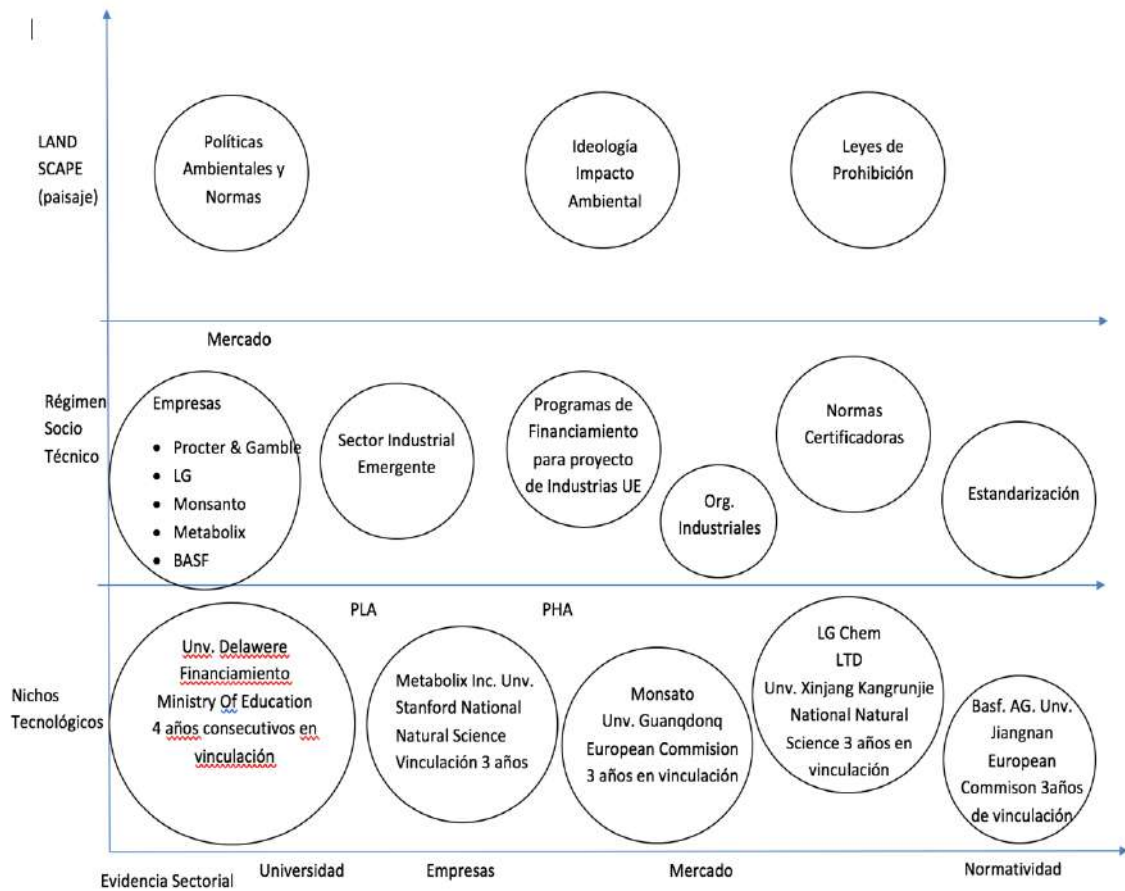 LAND
SCAPE
(paisaje)
Políticas
Ambientales y
Normas
Ideología
Impacto
Ambiental
Leyes de
Prohibición
Régimen
Socio
Técnico
Mercado
Empresas
• Procter & Gamble
• LG
• Monsanto
• Metabolix
• BASF
Sector Industrial
Emergente
Programas de
Financiamiento
para proyecto
de Industrias UE
Org.
Industriales
Normas
Certificadoras
Estandarización
Nichos
Tecnológicos
PLA
PHA
Unv. Delawere
Financiamiento
Ministry Of Education
4 años consecutivos en
vinculación
Metabolix Inc. Unv.
Stanford National
Natural Science
Vinculación 3 años
Monsato
Unv. Guanqdonq
European Commision
3 años en vinculación
LG Chem
LTD
Unv. Xinjang Kangrunjie
National Natural
Science 3 años en
vinculación
Basf. AG. Unv.
Jiangnan
European
Commison 3años
de vinculación
Evidencia Sectorial
Universidad
Empresas
Mercado
Normatividad